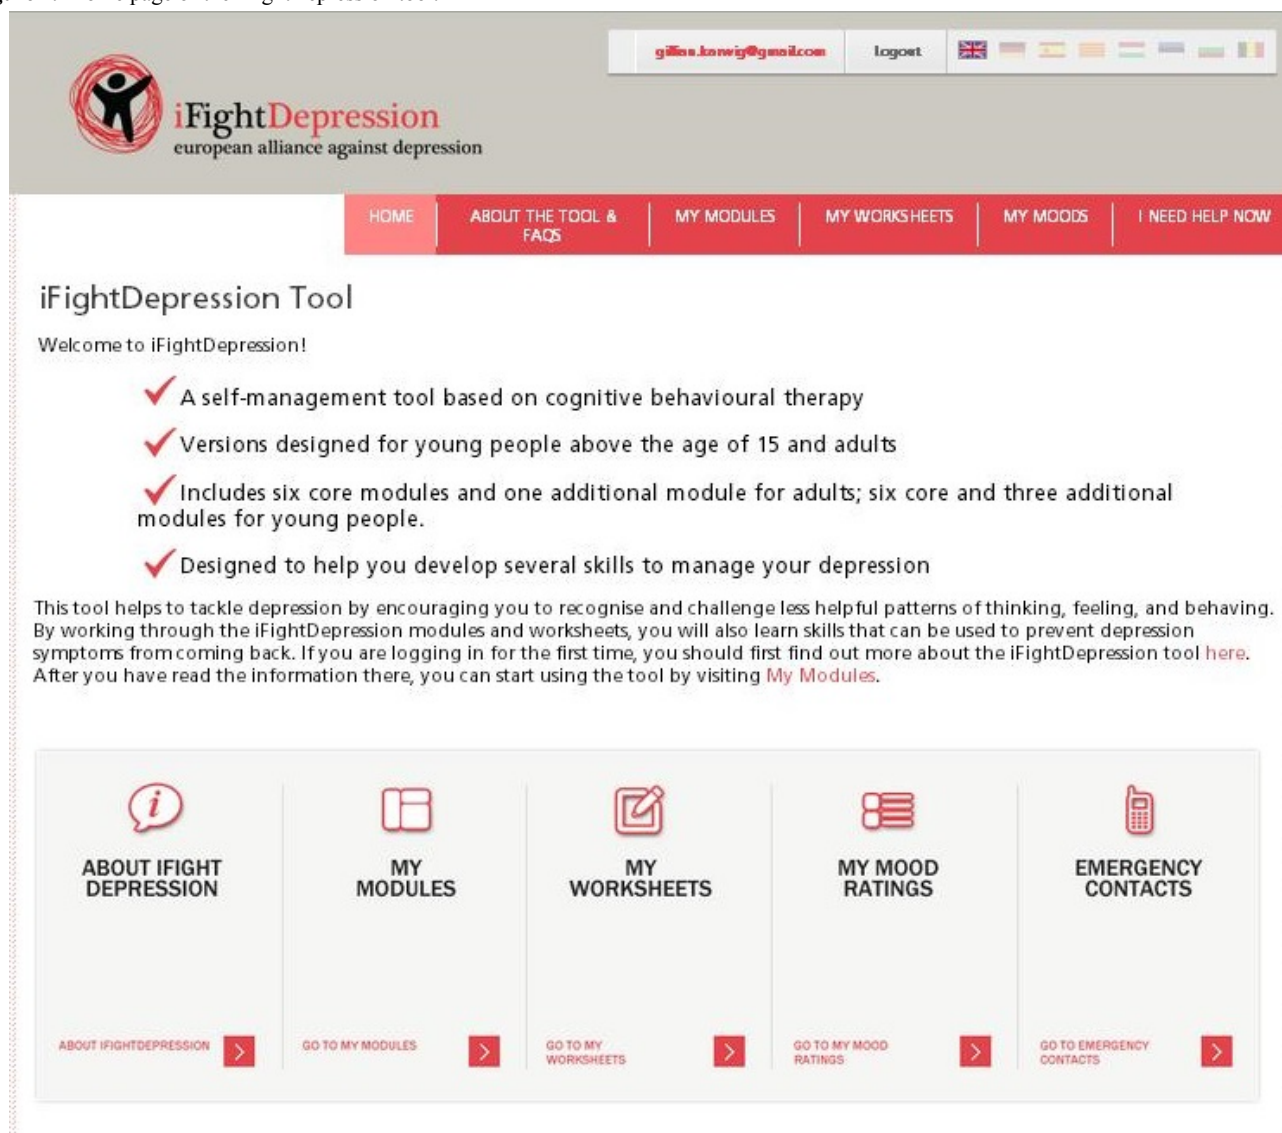 gillian.karwig@gmail.com
Logout
iFightDepression
european alliance against depression
HOME
ABOUT THE TOOL &
FAQS
MY MODULES
MY WORKSHEETS
MY MOODS
I NEED HELP NOW
iFightDepression Tool
Welcome to iFightDepression!
A self-management tool based on cognitive behavioural therapy
Versions designed for young people above the age of 15 and adults
Includes six core modules and one additional module for adults; six core and three additional
modules for young people.
Designed to help you develop several skills to manage your depression
This tool helps to tackle depression by encouraging you to recognise and challenge less helpful patterns of thinking, feeling, and behaving.
By working through the iFightDepression modules and worksheets, you will also learn skills that can be used to prevent depression
symptoms from coming back. If you are logging in for the first time, you should first find out more about the iFightDepression tool here.
After you have read the information there, you can start using the tool by visiting My Modules.
i
ABOUT IFIGHT
DEPRESSION
ABOUT IFIGHTDEPRESSION
MY
MODULES
GO TO MY MODULES
MY
WORKSHEETS
GO TO MY
WORKSHEETS
MY MOOD
RATINGS
GO TO MY MOOD
RATINGS
EMERGENCY
CONTACTS
GO TO EMERGENCY
CONTACTS